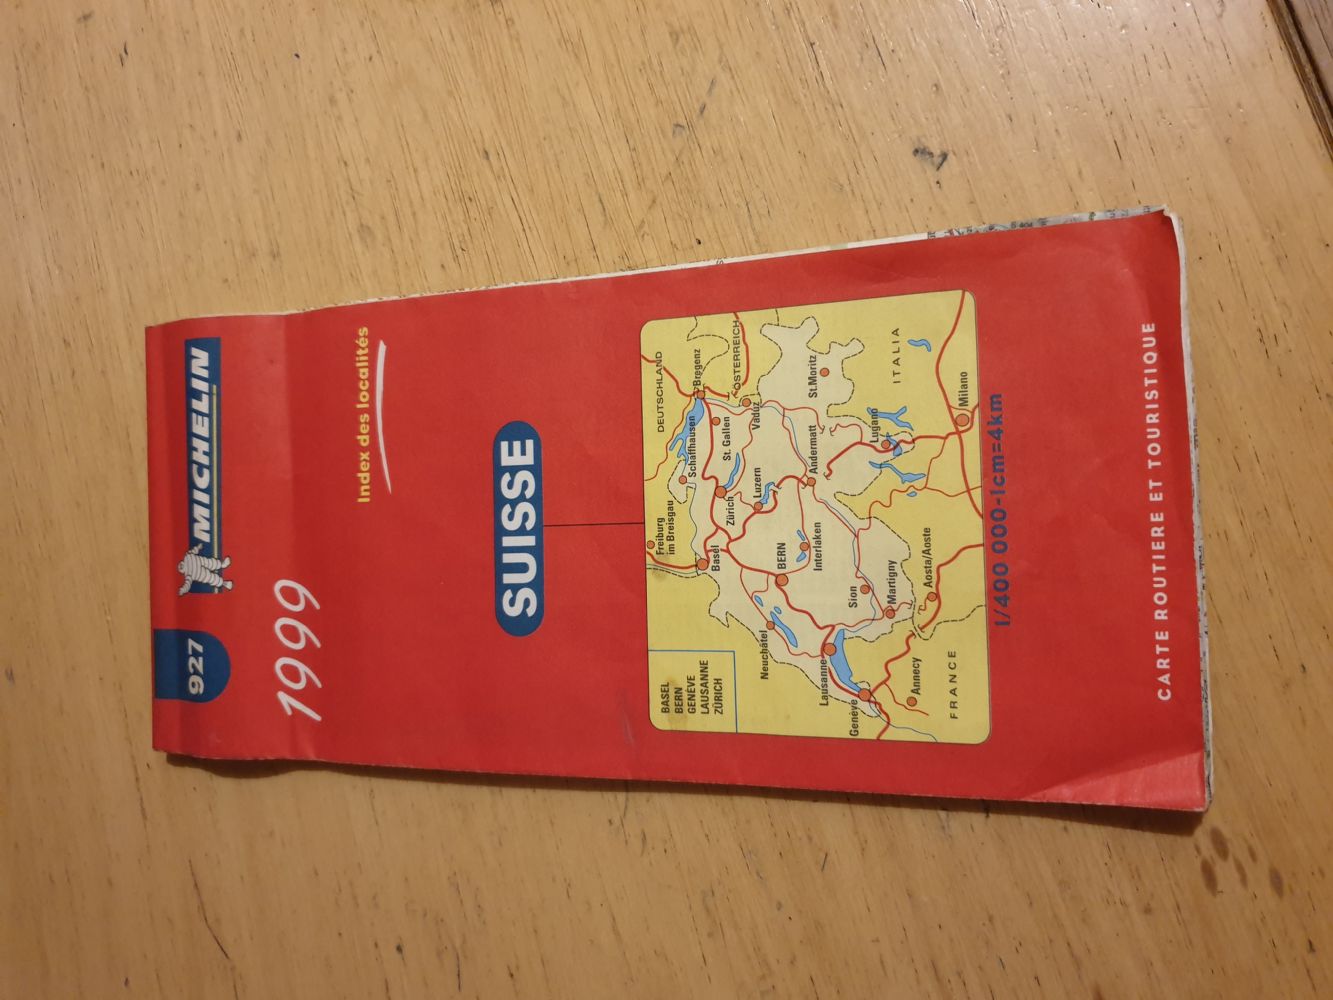 927
MICHELIN
1999
Index des localités
SUISSE
BASEL
BERN
GENÈVE
LAUSANNE
ZÜRICH
Freiburg
im Breisgau
DEUTSCHLAND
Schaffhausen
Bregenz
Basel
Zürich
St. Gallen
ÖSTERREICH
Vaduz
Luzern
Neuchâtel
BERN
Interlaken
Andermatt
St.Moritz
Lausanne
Sion
Genève
Martigny
Lugano
ITALIA
Annecy
Aosta/Aoste
FRANCE
Milano
1/400 000-1cm=4km
CARTE ROUTIERE ET TOURISTIQUE